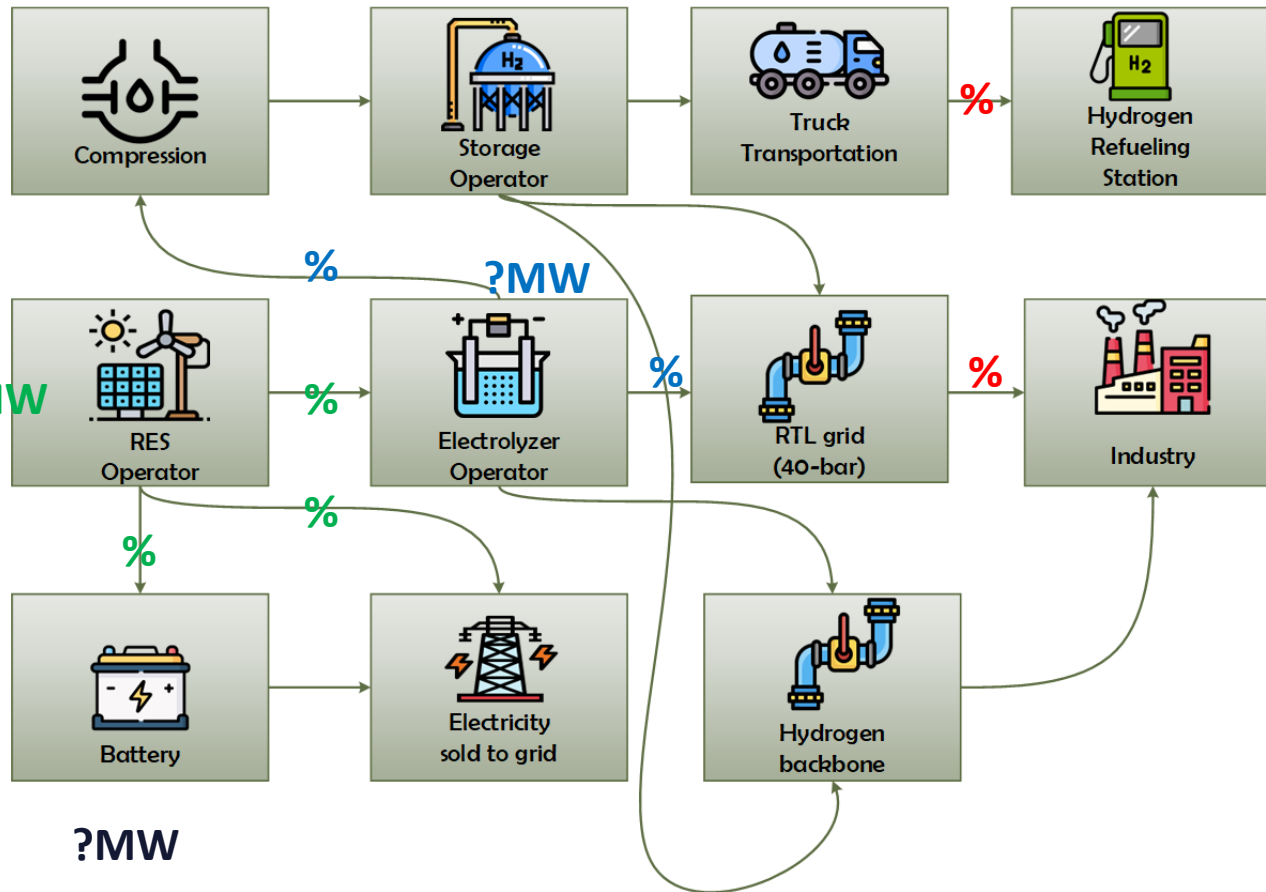 H₂
Compression
Storage
Operator
Truck
Transportation
%
H₂
Hydrogen
Refueling
Station
%
?MW
MW
RES
Operator
%
+ −
Electrolyzer
Operator
%
RTL grid
(40-bar)
%
Industry
%
%
- +
Battery
Electricity
sold to grid
Hydrogen
backbone
?MW